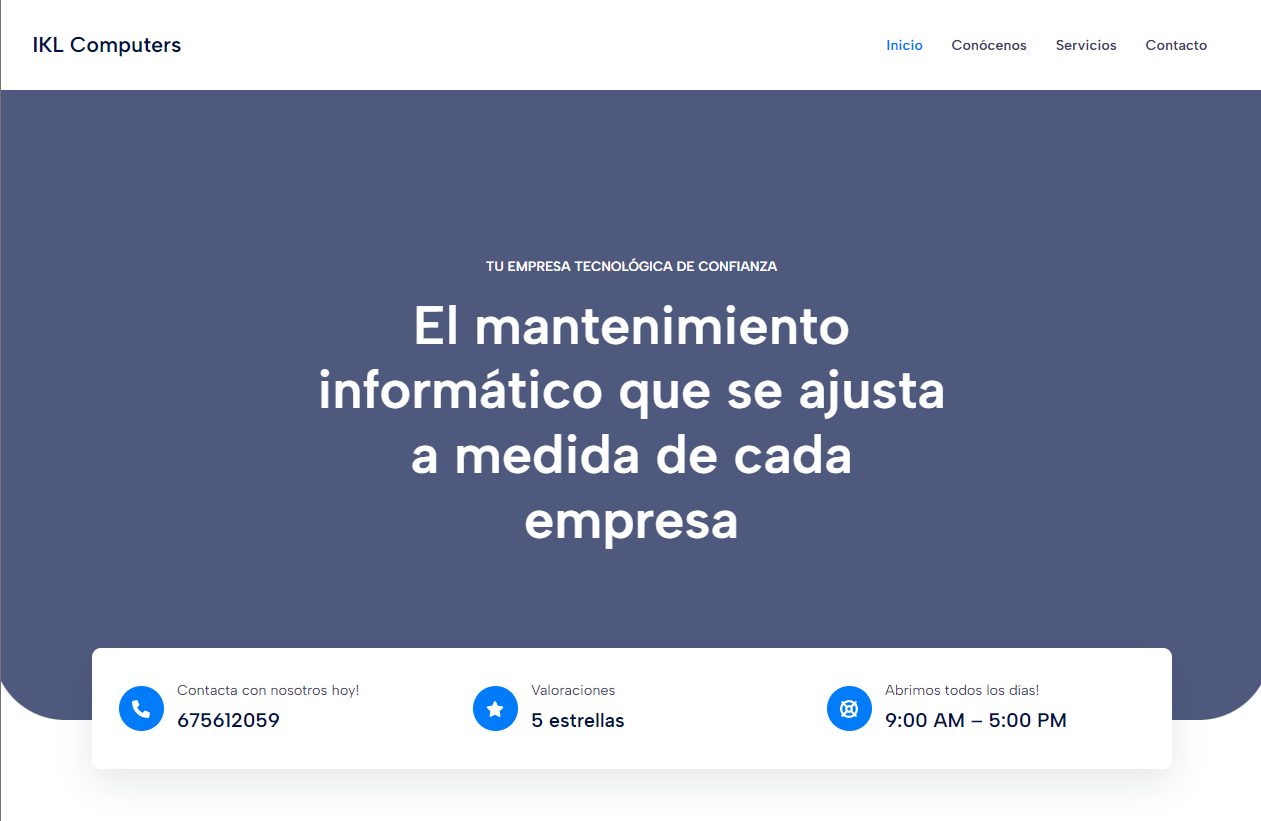 IKL Computers
Inicio Conócenos Servicios Contacto
TU EMPRESA TECNOLÓGICA DE CONFIANZA
El mantenimiento
informático que se ajusta
a medida de cada
empresa
Contacta con nosotros hoy!
675612059
Valoraciones
5 estrellas
Abrimos todos los días!
9:00 AM – 5:00 PM